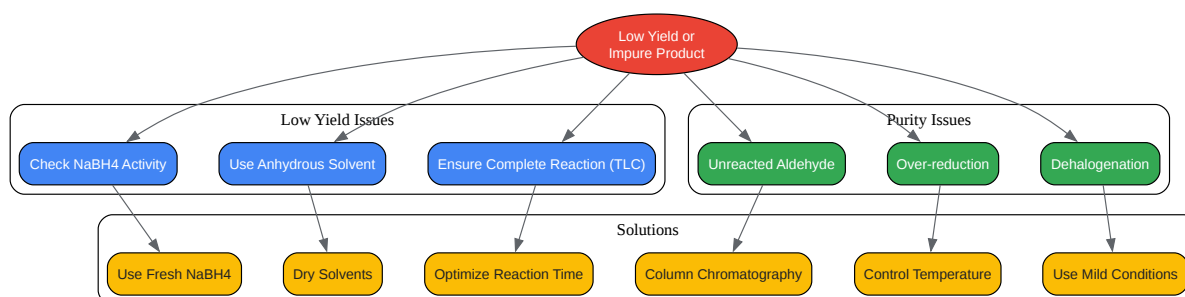 Low Yield or
Impure Product
Low Yield Issues
Purity Issues
Check NaBH4 Activity
Use Anhydrous Solvent
Ensure Complete Reaction (TLC)
Unreacted Aldehyde
Over-reduction
Dehalogenation
Solutions
Use Fresh NaBH4
Dry Solvents
Optimize Reaction Time
Column Chromatography
Control Temperature
Use Mild Conditions